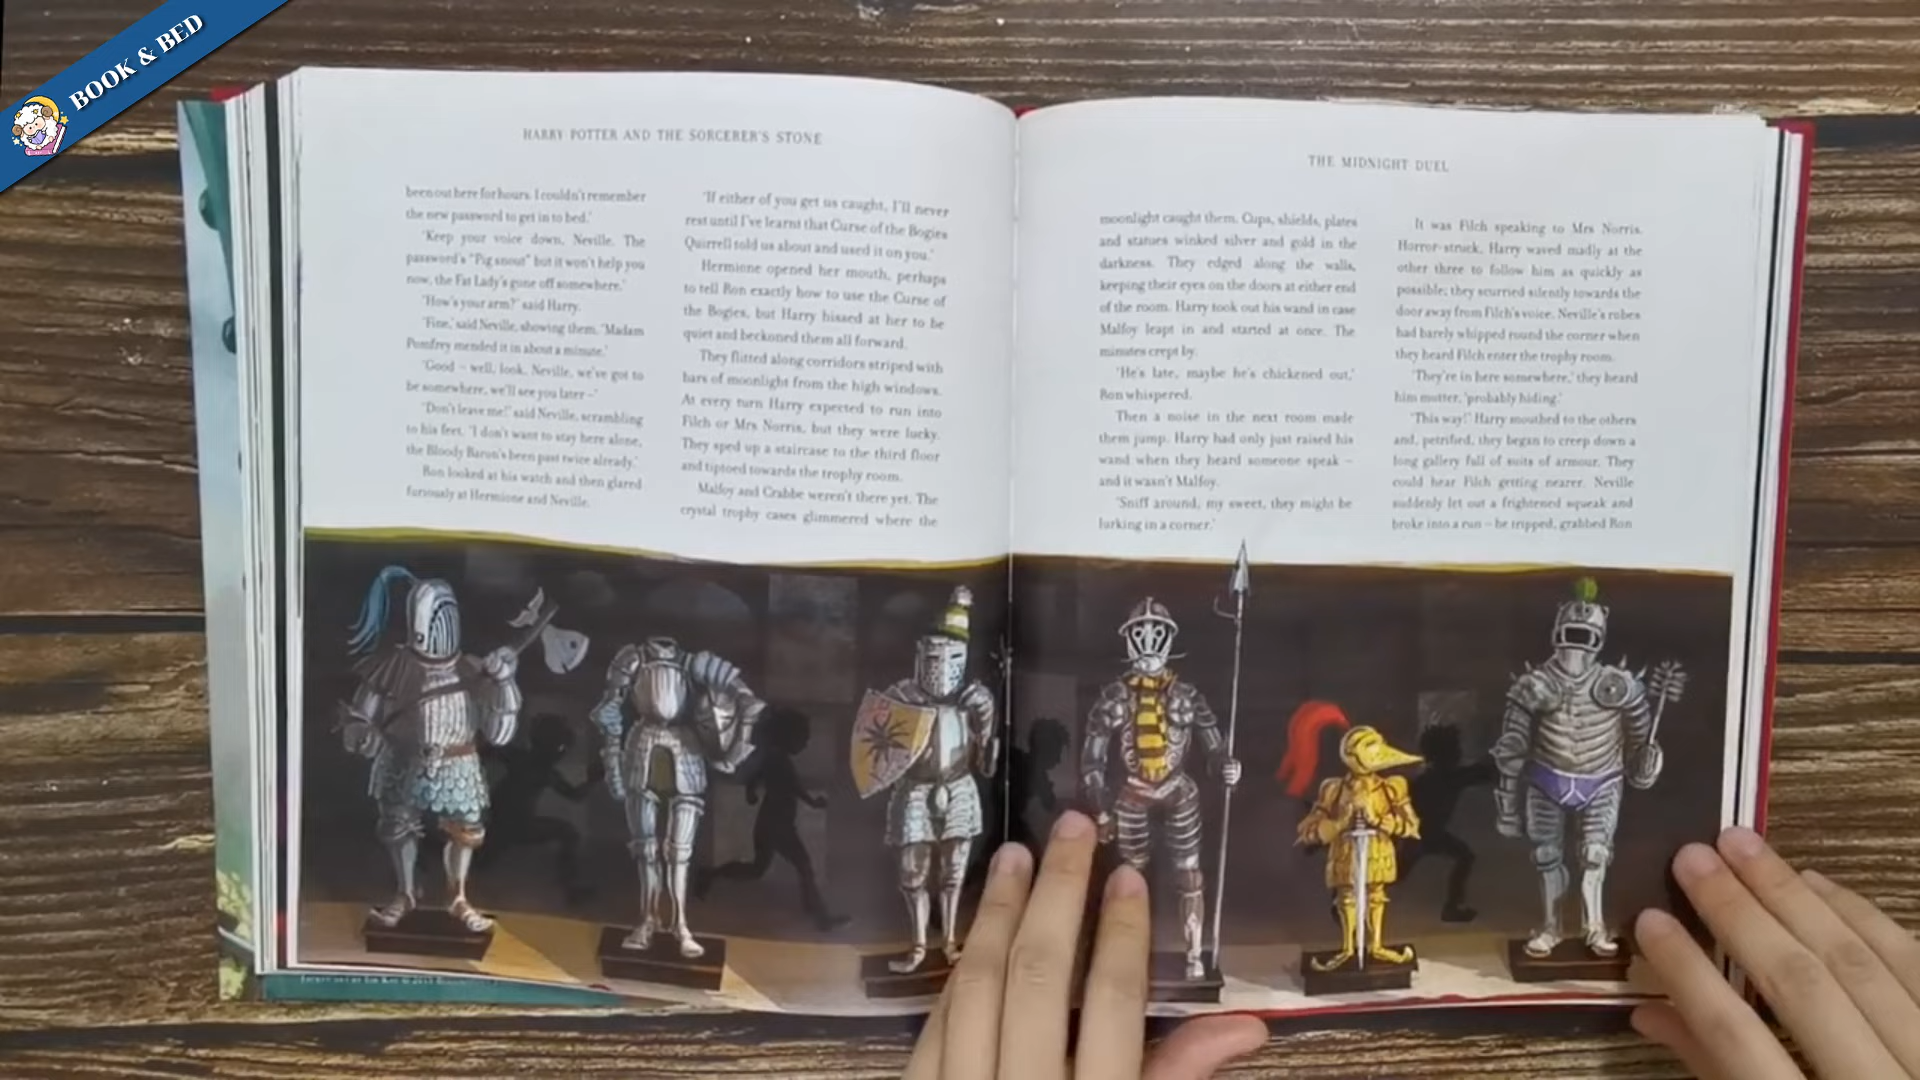 BOOK & BED
HARRY POTTER AND THE SORCERER'S STONE
been out here for hours. I couldn't remember
the new password to get in to bed.'
'Keep your voice down, Neville. The
password's "Pig snout" but it won't help you
now, the Fat Lady's gone off somewhere.'
'How's your arm?' said Harry.
'Fine,' said Neville, showing them. 'Madam
Pomfrey mended it in about a minute.'
'Good – well, look, Neville, we've got to
be somewhere, we'll see you later –'
'Don't leave me!' said Neville, scrambling
to his feet. 'I don't want to stay here alone,
the Bloody Baron's been past twice already.'
Ron looked at his watch and then glared
furiously at Hermione and Neville.
'If either of you get us caught, I'll never
rest until I've learnt that Curse of the Bogies
Quirrell told us about and used it on you.'
Hermione opened her mouth, perhaps
to tell Ron exactly how to use the Curse of
the Bogies, but Harry hissed at her to be
quiet and beckoned them all forward.
They flitted along corridors striped with
bars of moonlight from the high windows.
At every turn Harry expected to run into
Filch or Mrs Norris, but they were lucky.
They sped up a staircase to the third floor
and tiptoed towards the trophy room.
Malfoy and Crabbe weren't there yet. The
crystal trophy cases glimmered where the
THE MIDNIGHT DUEL
moonlight caught them. Cups, shields, plates
and statues winked silver and gold in the
darkness. They edged along the walls,
keeping their eyes on the doors at either end
of the room. Harry took out his wand in case
Malfoy leapt in and started at once. The
minutes crept by.
'He's late, maybe he's chickened out,'
Ron whispered.
Then a noise in the next room made
them jump. Harry had only just raised his
wand when they heard someone speak –
and it wasn't Malfoy.
'Sniff around, my sweet, they might be
lurking in a corner.'
It was Filch speaking to Mrs Norris.
Horror-struck, Harry waved madly at the
other three to follow him as quickly as
possible; they scurried silently towards the
door away from Filch's voice. Neville's robes
had barely whipped round the corner when
they heard Filch enter the trophy room.
'They're in here somewhere,' they heard
him mutter, 'probably hiding.'
'This way!' Harry mouthed to the others
and, petrified, they began to creep down a
long gallery full of suits of armour. They
could hear Filch getting nearer. Neville
suddenly let out a frightened squeak and
broke into a run – he tripped, grabbed Ron